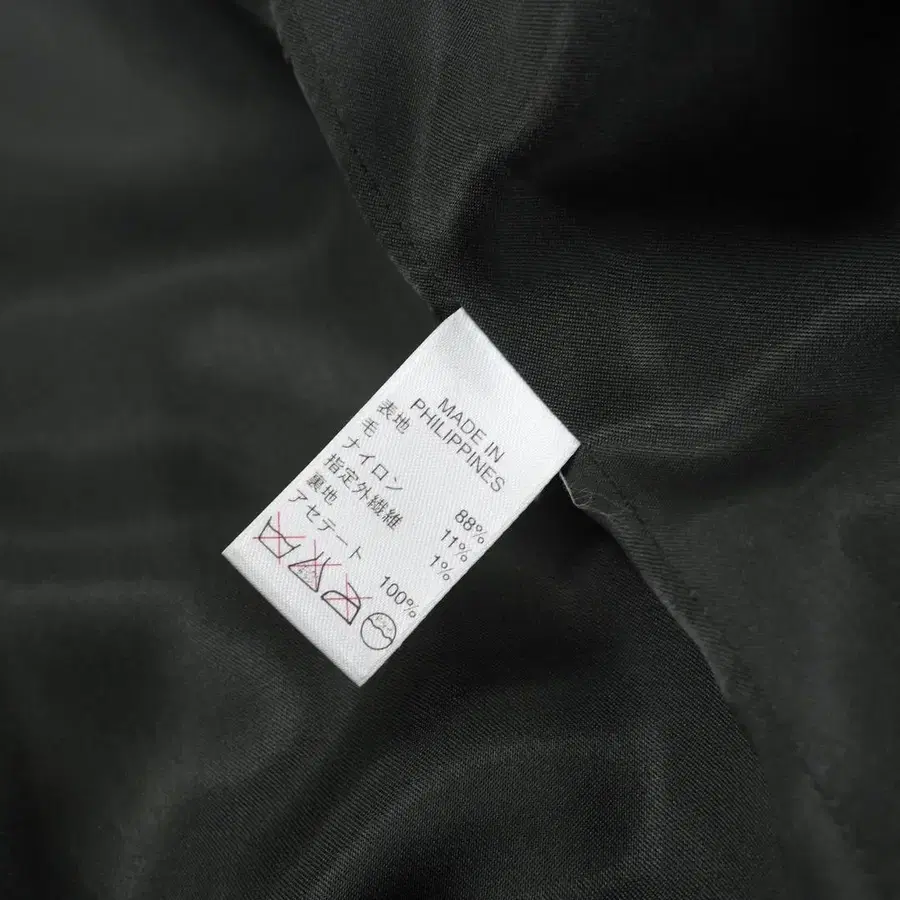 MADE IN
PHILIPPINES
表地
毛 88%
ナイロン 11%
指定外繊維 1%
裏地
アセテート 100%